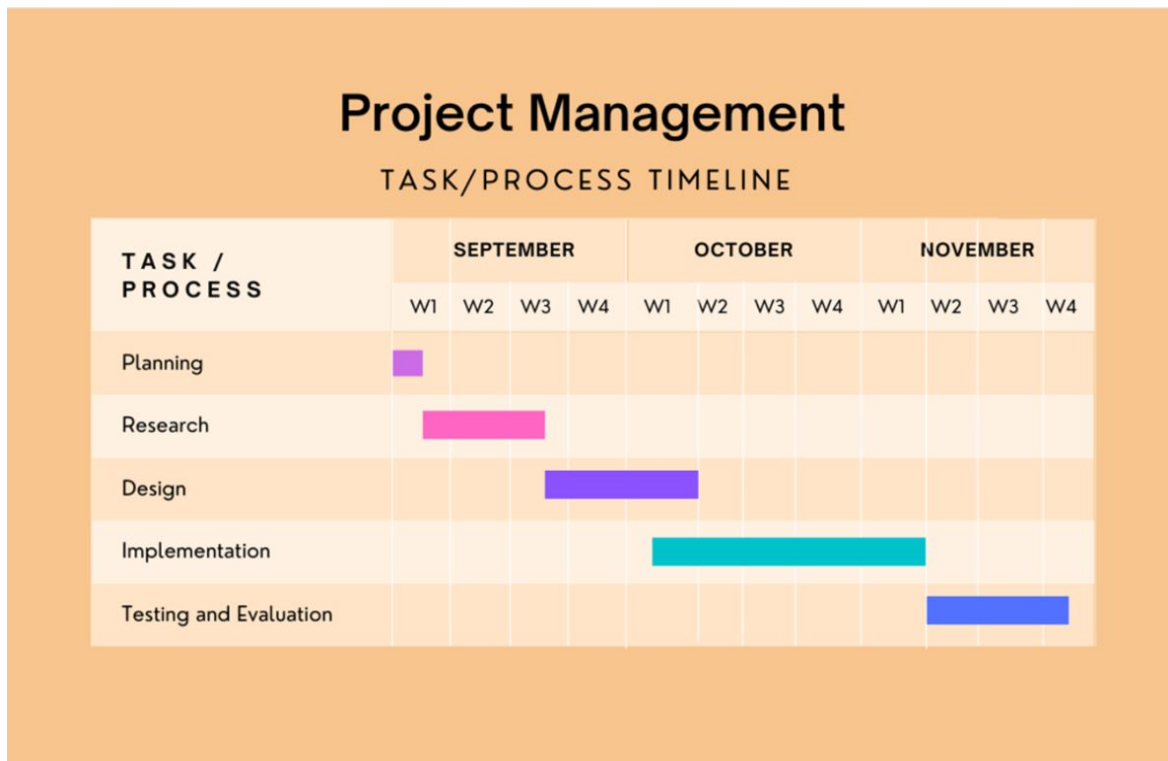 Project Management
TASK/PROCESS TIMELINE
TASK /
PROCESS
SEPTEMBER OCTOBER NOVEMBER
W1 W2 W3 W4 W1 W2 W3 W4 W1 W2 W3 W4
Planning
Research
Design
Implementation
Testing and Evaluation